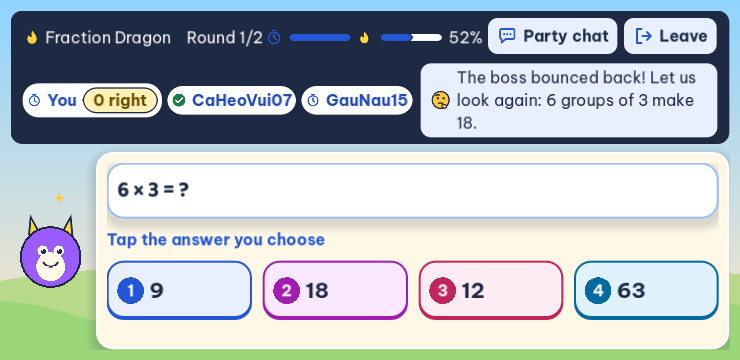 Fraction Dragon Round 1/2 52% Party chat Leave
You 0 right CaHeoVui07 GauNau15
The boss bounced back! Let us
look again: 6 groups of 3 make
18.
6 × 3 = ?
Tap the answer you choose
1 9 2 18 3 12 4 63